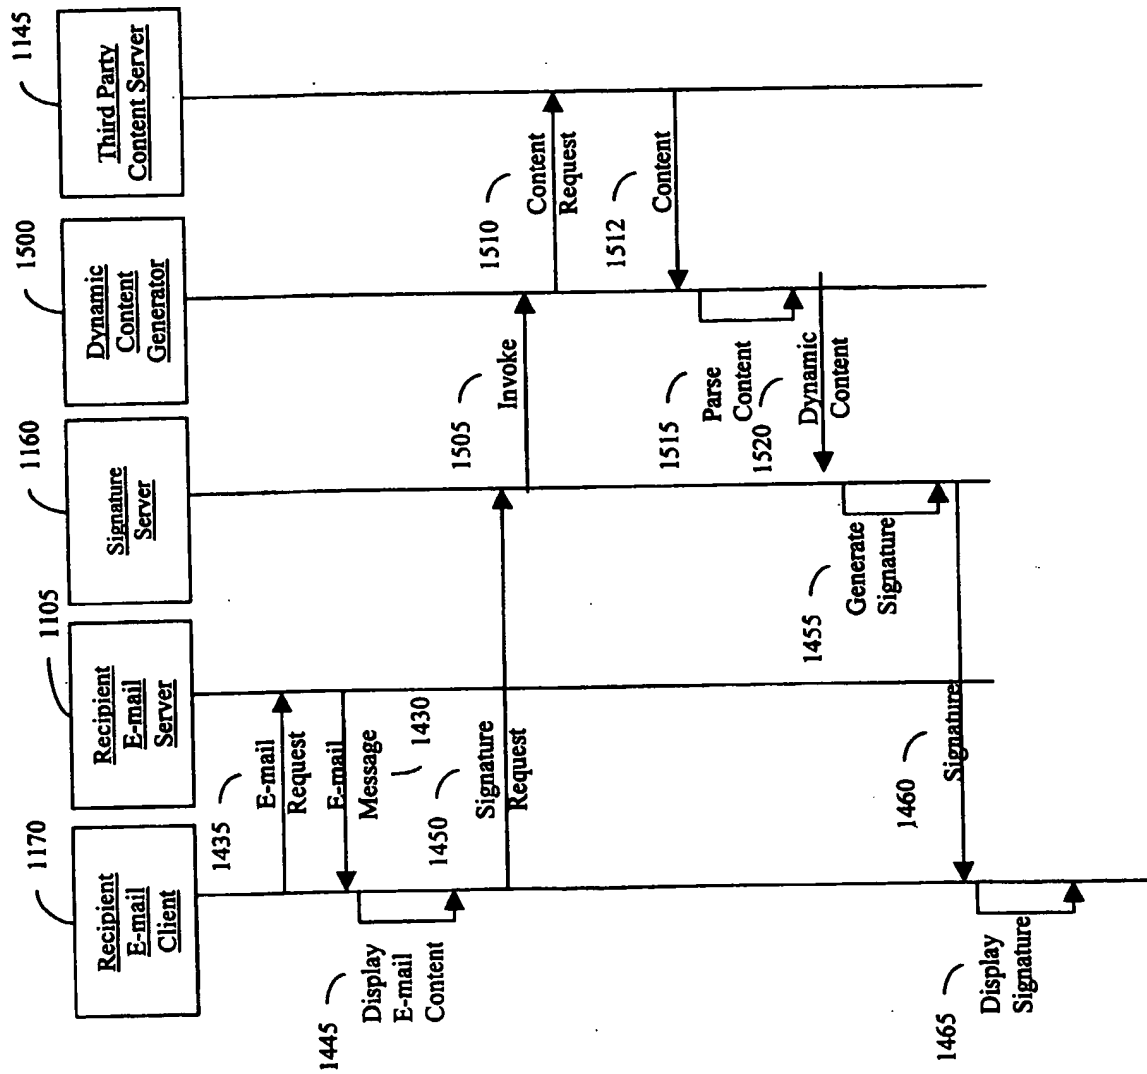 1170
Recipient
E-mail
Client
1105
Recipient
E-mail
Server
1160
Signature
Server
1500
Dynamic
Content
Generator
1145
Third Party
Content Server
1435
E-mail
Request
E-mail
Message
1430
1445
Display
E-mail
Content
1450
Signature
Request
1505
Invoke
1510
Content
Request
1512
Content
1515
Parse
Content
1520
Dynamic
Content
1455
Generate
Signature
1460
Signature
1465
Display
Signature